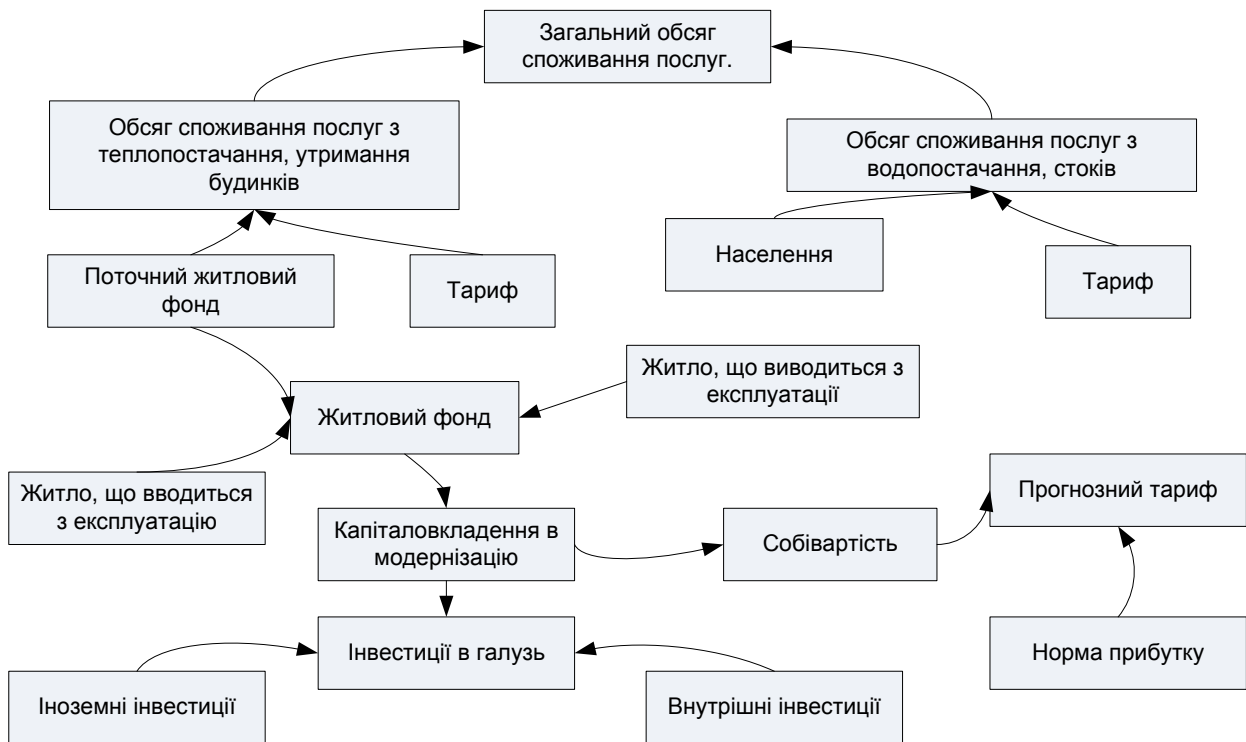 Загальний обсяг
споживання послуг.
Обсяг споживання послуг з
теплопостачання, утримання
будинків
Обсяг споживання послуг з
водопостачання, стоків
Населення
Поточний житловий
фонд
Тариф
Тариф
Житло, що виводиться з
експлуатації
Житловий фонд
Житло, що вводиться
з експлуатацію
Прогнозний тариф
Капіталовкладення в
модернізацію
Собівартість
Інвестиції в галузь
Норма прибутку
Іноземні інвестиції
Внутрішні інвестиції